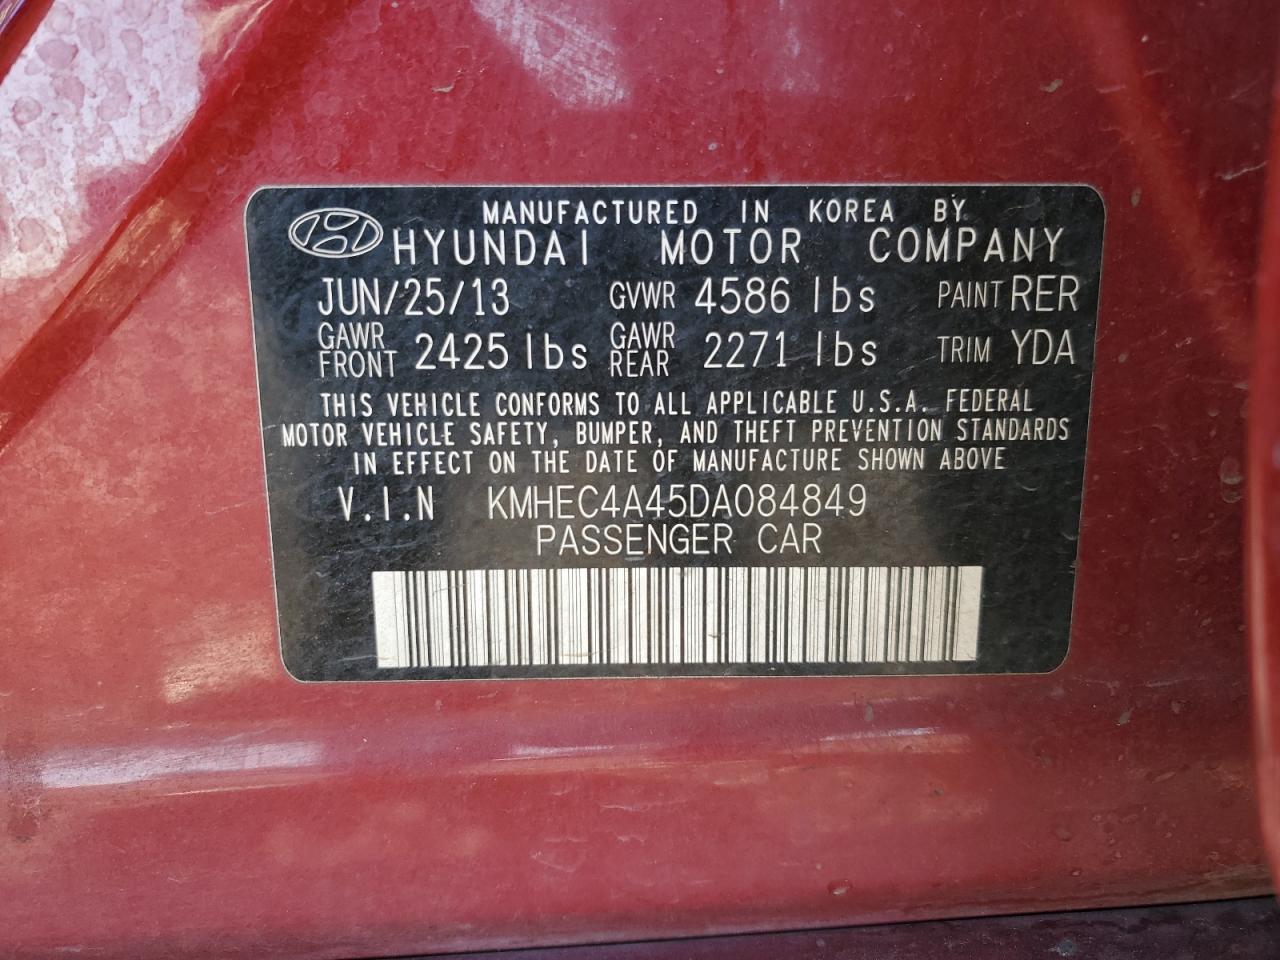 MANUFACTURED IN KOREA BY
HYUNDAI MOTOR COMPANY
JUN/25/13 GVWR 4586 lbs PAINT RER
GAWR FRONT 2425 lbs GAWR REAR 2271 lbs TRIM YDA
THIS VEHICLE CONFORMS TO ALL APPLICABLE U.S.A. FEDERAL
MOTOR VEHICLE SAFETY, BUMPER, AND THEFT PREVENTION STANDARDS
IN EFFECT ON THE DATE OF MANUFACTURE SHOWN ABOVE
V.I.N KMHEC4A45DA084849
PASSENGER CAR